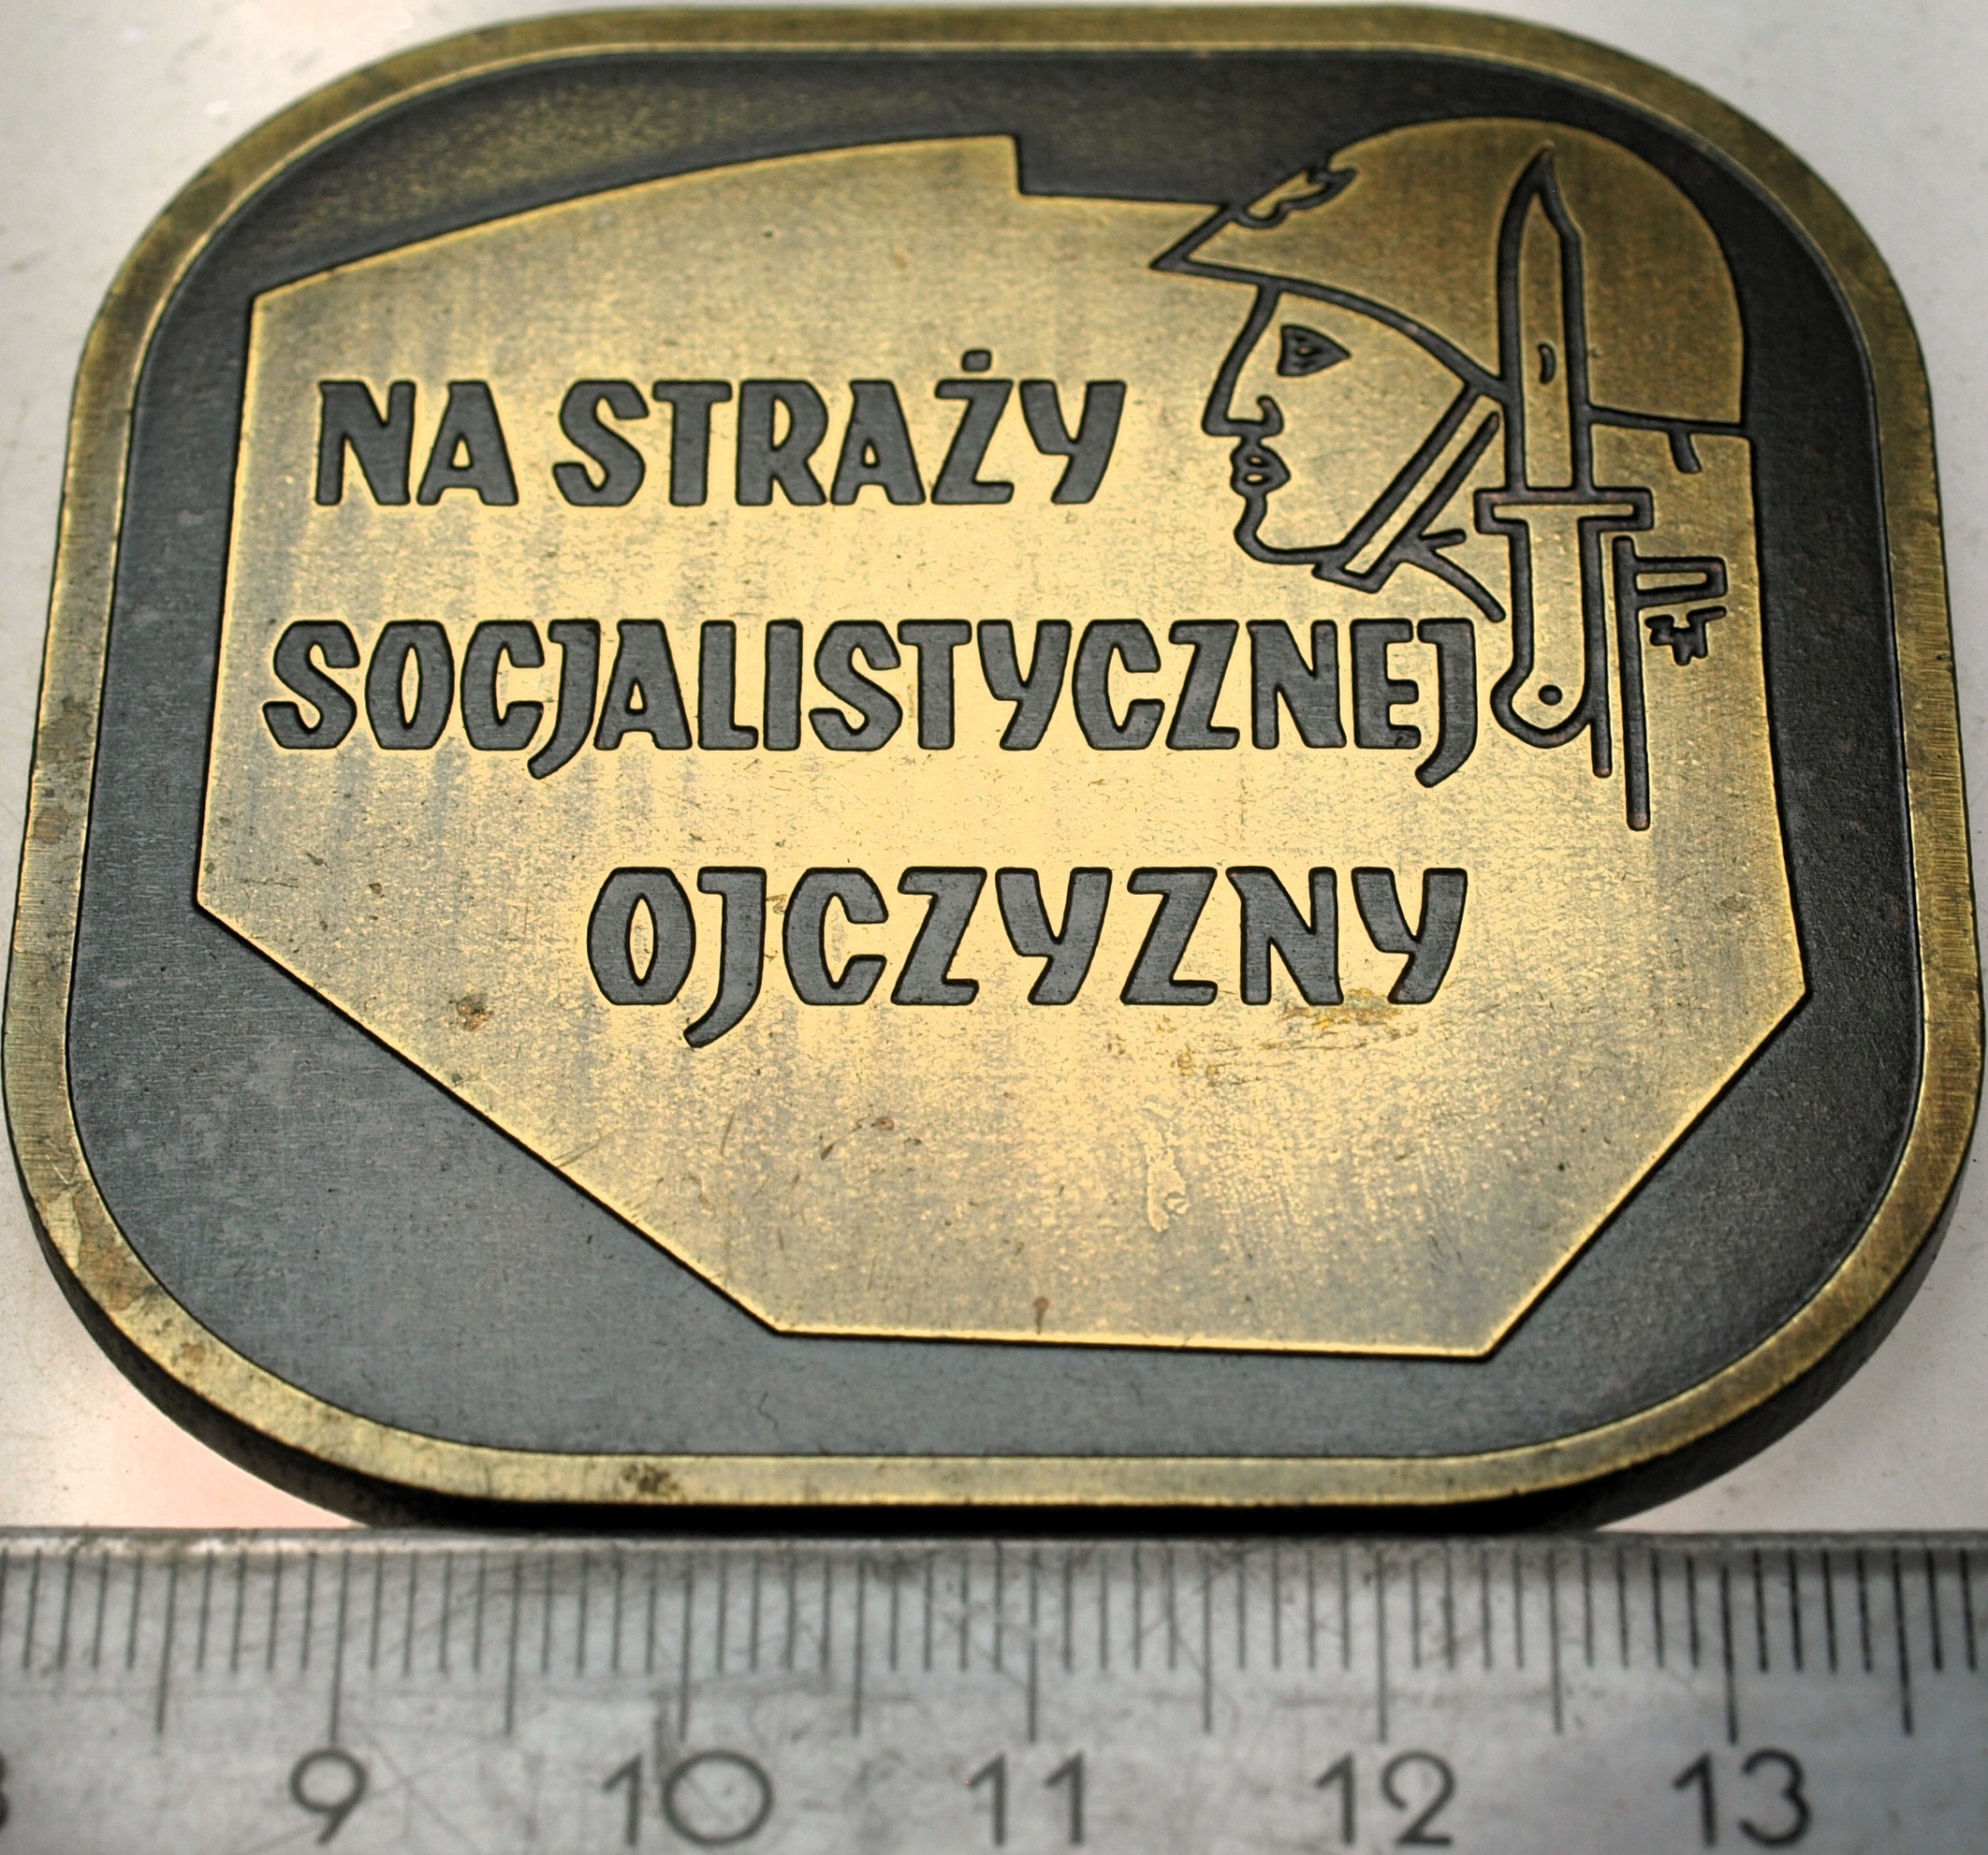 NA STRAŻY
SOCJALISTYCZNEJ
OJCZYZNY
9 10 11 12 13